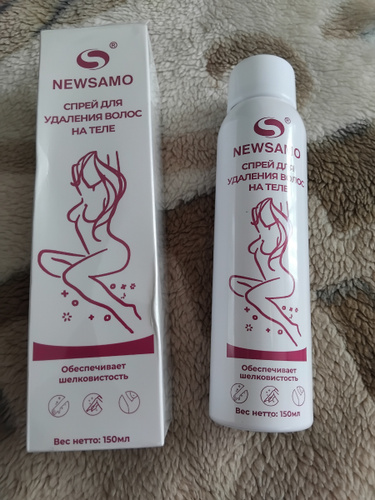 ®
NEWSAMO
СПРЕЙ ДЛЯ
УДАЛЕНИЯ ВОЛОС
НА ТЕЛЕ
Обеспечивает
шелковистость
Вес нетто: 150мл
®
NEWSAMO
СПРЕЙ ДЛЯ
УДАЛЕНИЯ ВОЛОС
НА ТЕЛЕ
Обеспечивает
шелковистость
Вес нетто: 150мл